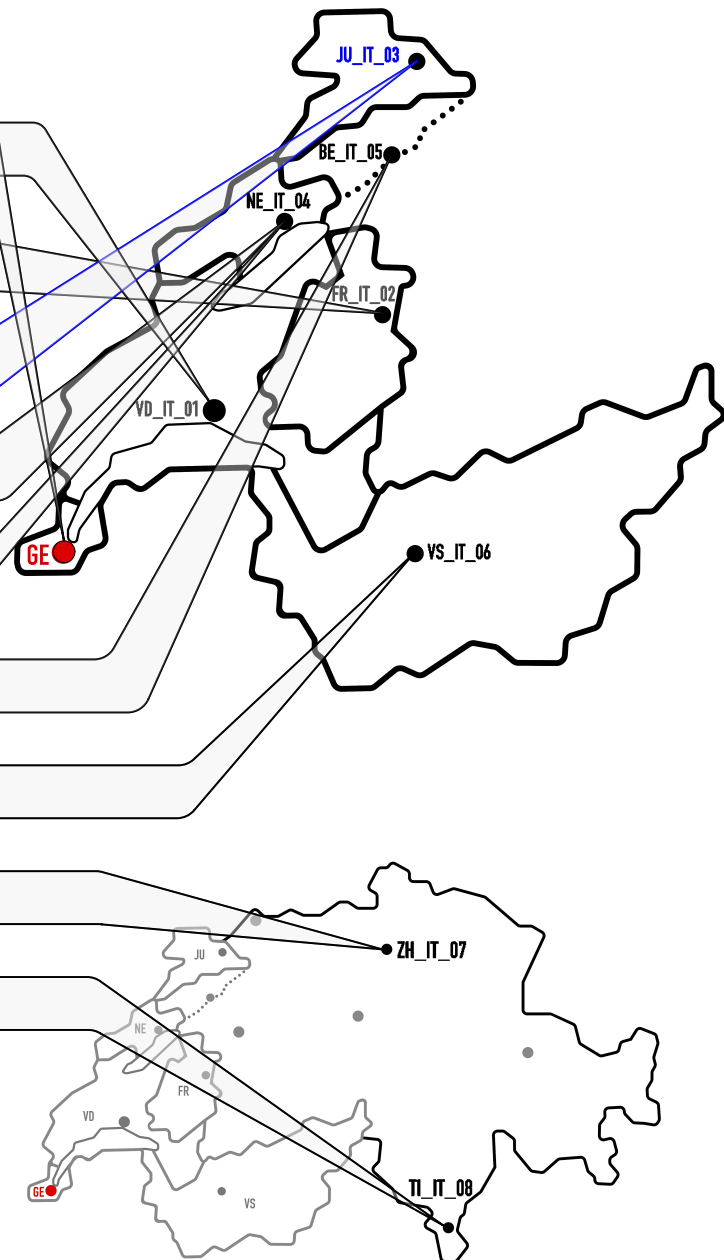 JU_IT_03
BE_IT_05
NE_IT_04
FR_IT_02
VD_IT_01
GE
VS_IT_06
ZH_IT_07
JU
NE
FR
VD
TI_IT_08
GE
VS